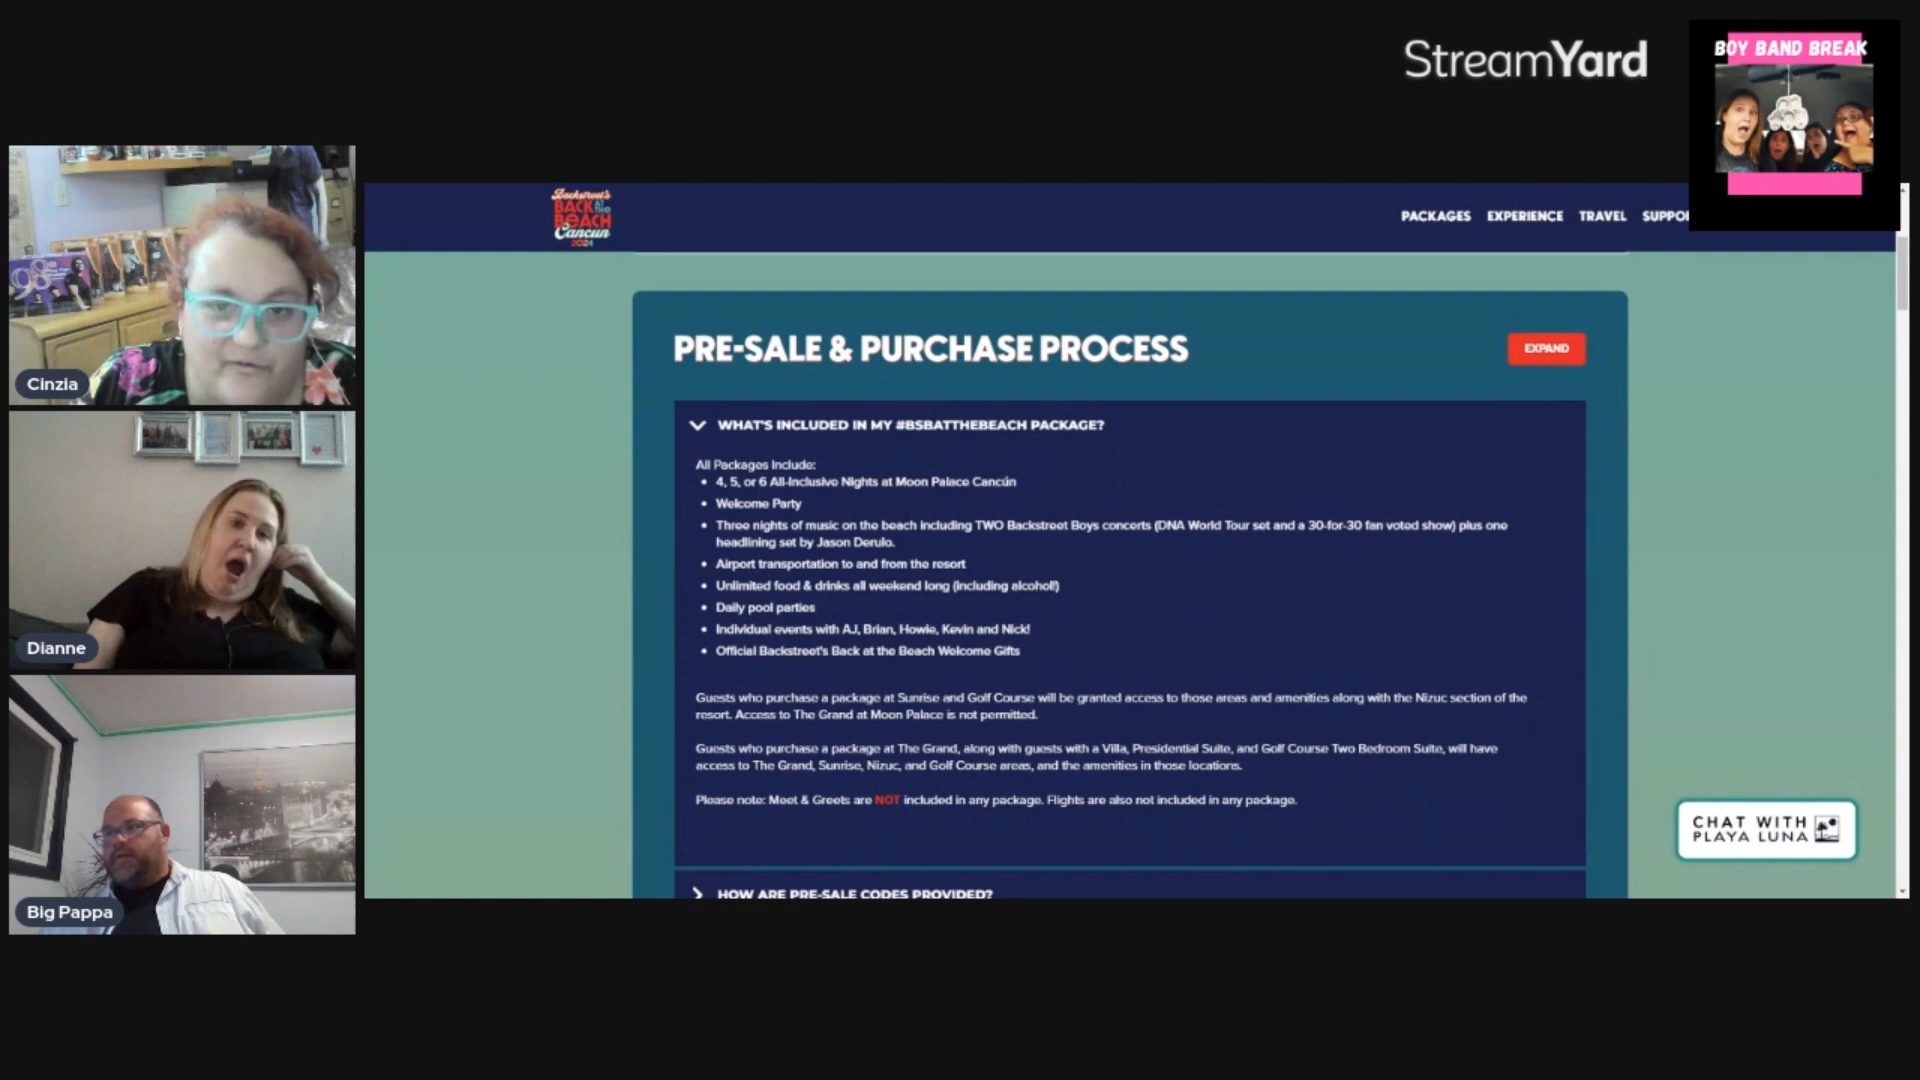 StreamYard
BOY BAND BREAK
Backstreet's
BACK AT THE
BEACH
Cancun
2024
PACKAGES EXPERIENCE TRAVEL SUPPO
PRE-SALE & PURCHASE PROCESS
EXPAND
WHAT'S INCLUDED IN MY #BSBATTHEBEACH PACKAGE?
All Packages Include:
• 4, 5, or 6 All-Inclusive Nights at Moon Palace Cancún
• Welcome Party
• Three nights of music on the beach including TWO Backstreet Boys concerts (DNA World Tour set and a 30-for-30 fan voted show) plus one
headlining set by Jason Derulo.
• Airport transportation to and from the resort
• Unlimited food & drinks all weekend long (including alcohol!)
• Daily pool parties
• Individual events with AJ, Brian, Howie, Kevin and Nick!
• Official Backstreet's Back at the Beach Welcome Gifts
Guests who purchase a package at Sunrise and Golf Course will be granted access to those areas and amenities along with the Nizuc section of the
resort. Access to The Grand at Moon Palace is not permitted.
Guests who purchase a package at The Grand, along with guests with a Villa, Presidential Suite, and Golf Course Two Bedroom Suite, will have
access to The Grand, Sunrise, Nizuc, and Golf Course areas, and the amenities in those locations.
Please note: Meet & Greets are NOT included in any package. Flights are also not included in any package.
HOW ARE PRE-SALE CODES PROVIDED?
CHAT WITH
PLAYA LUNA
98°
Cinzia
Dianne
Big Pappa